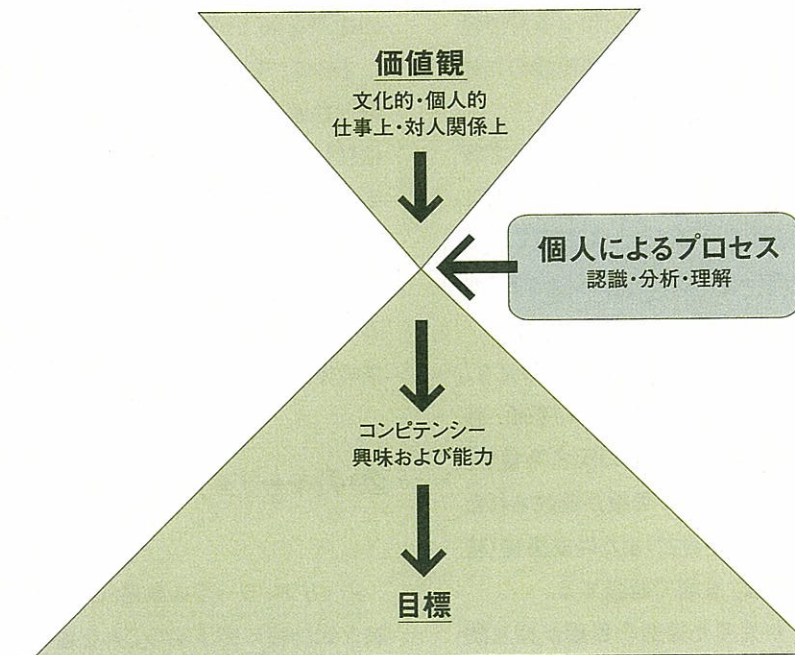 価値観
文化的・個人的
仕事上・対人関係上
個人によるプロセス
認識・分析・理解
コンピテンシー
興味および能力
目標